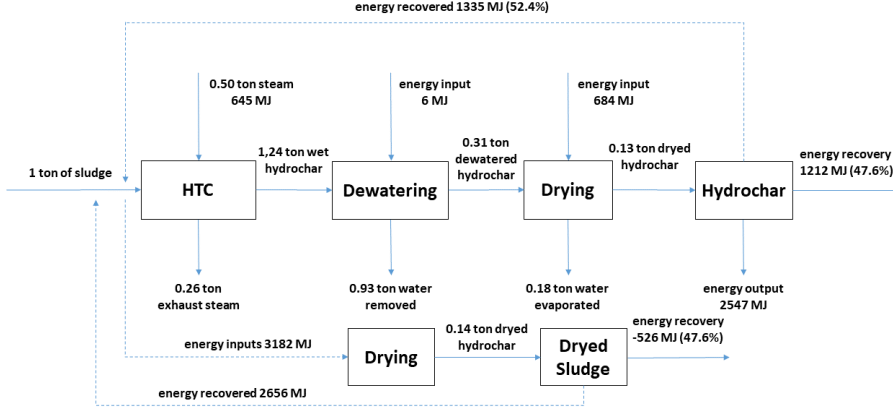 energy recovered 1335 MJ (52.4%)
0.50 ton steam
645 MJ
energy input
6 MJ
energy input
684 MJ
1 ton of sludge
1,24 ton wet
hydrochar
0.31 ton
dewatered
hydrochar
0.13 ton dryed
hydrochar
energy recovery
1212 MJ (47.6%)
HTC
Dewatering
Drying
Hydrochar
0.26 ton
exhaust steam
0.93 ton water
removed
0.18 ton water
evaporated
energy output
2547 MJ
energy inputs 3182 MJ
Drying
0.14 ton dryed
hydrochar
Dryed
Sludge
energy recovery
-526 MJ (47.6%)
energy recovered 2656 MJ